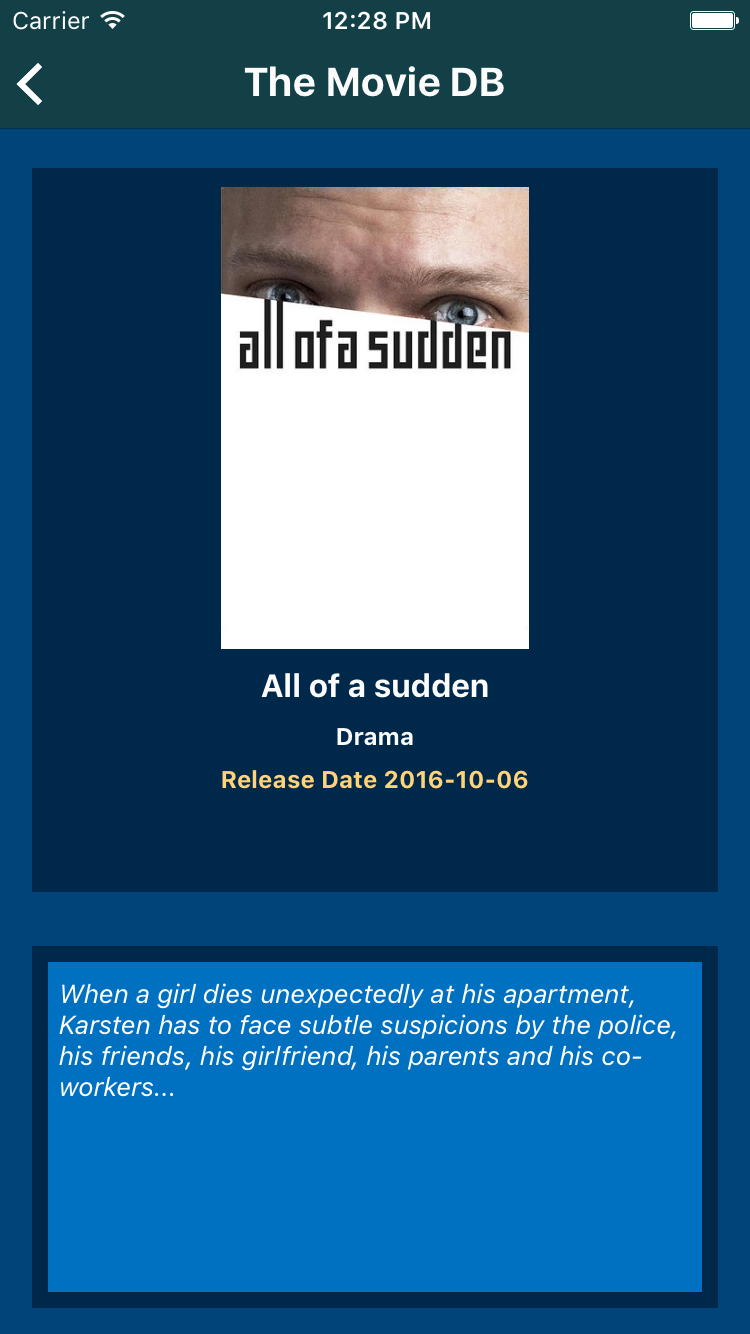 Carrier 12:28 PM
The Movie DB
all of a sudden
All of a sudden
Drama
Release Date 2016-10-06
When a girl dies unexpectedly at his apartment,
Karsten has to face subtle suspicions by the police,
his friends, his girlfriend, his parents and his co-
workers...